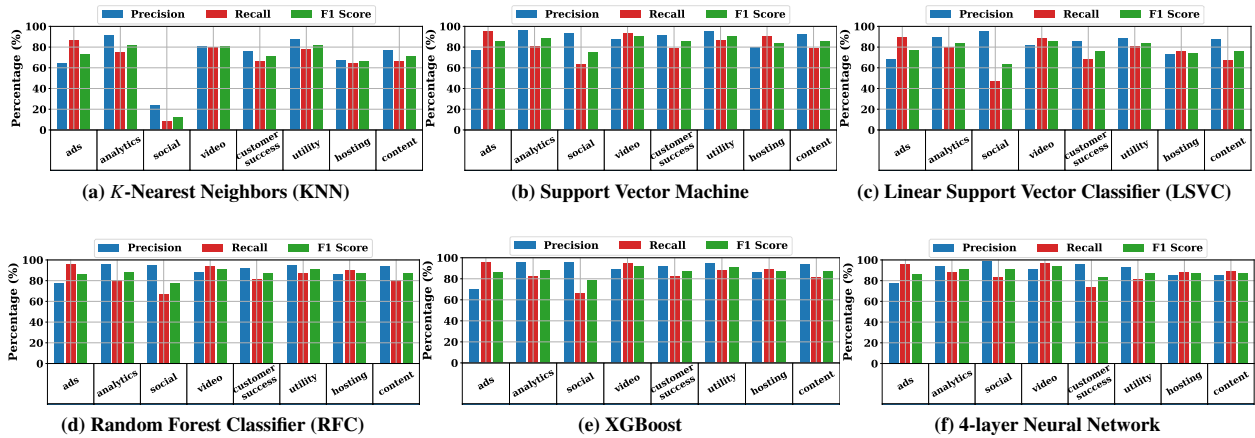 Precision Recall F1 Score
Percentage (%)
100
80
60
40
20
0
ads analytics social video customer success utility hosting content
(a) K-Nearest Neighbors (KNN)
Precision Recall F1 Score
Percentage (%)
100
80
60
40
20
0
ads analytics social video customer success utility hosting content
(b) Support Vector Machine
Precision Recall F1 Score
Percentage (%)
100
80
60
40
20
0
ads analytics social video customer success utility hosting content
(c) Linear Support Vector Classifier (LSVC)
Precision Recall F1 Score
Percentage (%)
100
80
60
40
20
0
ads analytics social video customer success utility hosting content
(d) Random Forest Classifier (RFC)
Precision Recall F1 Score
Percentage (%)
100
80
60
40
20
0
ads analytics social video customer success utility hosting content
(e) XGBoost
Precision Recall F1 Score
Percentage (%)
100
80
60
40
20
0
ads analytics social video customer success utility hosting content
(f) 4-layer Neural Network